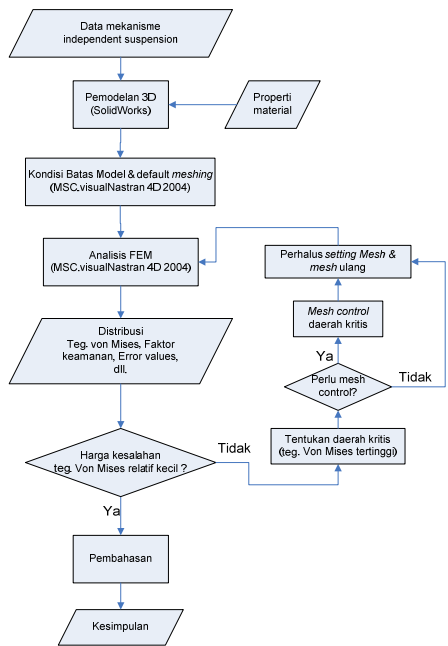 Data mekanisme
independent suspension
Pemodelan 3D
(SolidWorks)
Properti
material
Kondisi Batas Model & default meshing
(MSC.visualNastran 4D 2004)
Analisis FEM
(MSC.visualNastran 4D 2004)
Perhalus setting Mesh &
mesh ulang
Mesh control
daerah kritis
Distribusi
Teg. von Mises, Faktor
keamanan, Error values,
dll.
Ya
Perlu mesh
control?
Tidak
Tentukan daerah kritis
(teg. Von Mises tertinggi)
Harga kesalahan
teg. Von Mises relatif kecil ?
Tidak
Ya
Pembahasan
Kesimpulan